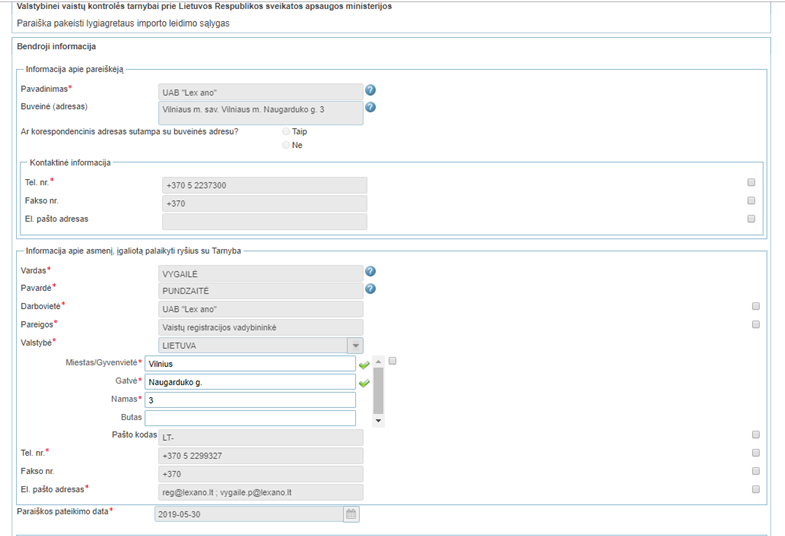 Valstybinei vaistų kontrolės tarnybai prie Lietuvos Respublikos sveikatos apsaugos ministerijos
Paraiška pakeisti lygiagretaus importo leidimo sąlygas
Bendroji informacija
Informacija apie pareiškėją
Pavadinimas* UAB "Lex ano"
Buveinė (adresas) Vilniaus m. sav. Vilniaus m. Naugarduko g. 3
Ar korespondencinis adresas sutampa su buveinės adresu? Taip
Ne
Kontaktinė informacija
Tel. nr.* +370 5 2237300
Fakso nr. +370
El. pašto adresas
Informacija apie asmenį, įgaliotą palaikyti ryšius su Tarnyba
Vardas* VYGAILĖ
Pavardė* PUNDZAITĖ
Darbovietė* UAB "Lex ano"
Pareigos* Vaistų registracijos vadybininkė
Valstybė* LIETUVA
Miestas/Gyvenvietė* Vilnius
Gatvė* Naugarduko g.
Namas* 3
Butas
Pašto kodas LT-
Tel. nr.* +370 5 2299327
Fakso nr. +370
El. pašto adresas* reg@lexano.lt ; vygaile.p@lexano.lt
Paraiškos pateikimo data* 2019-05-30